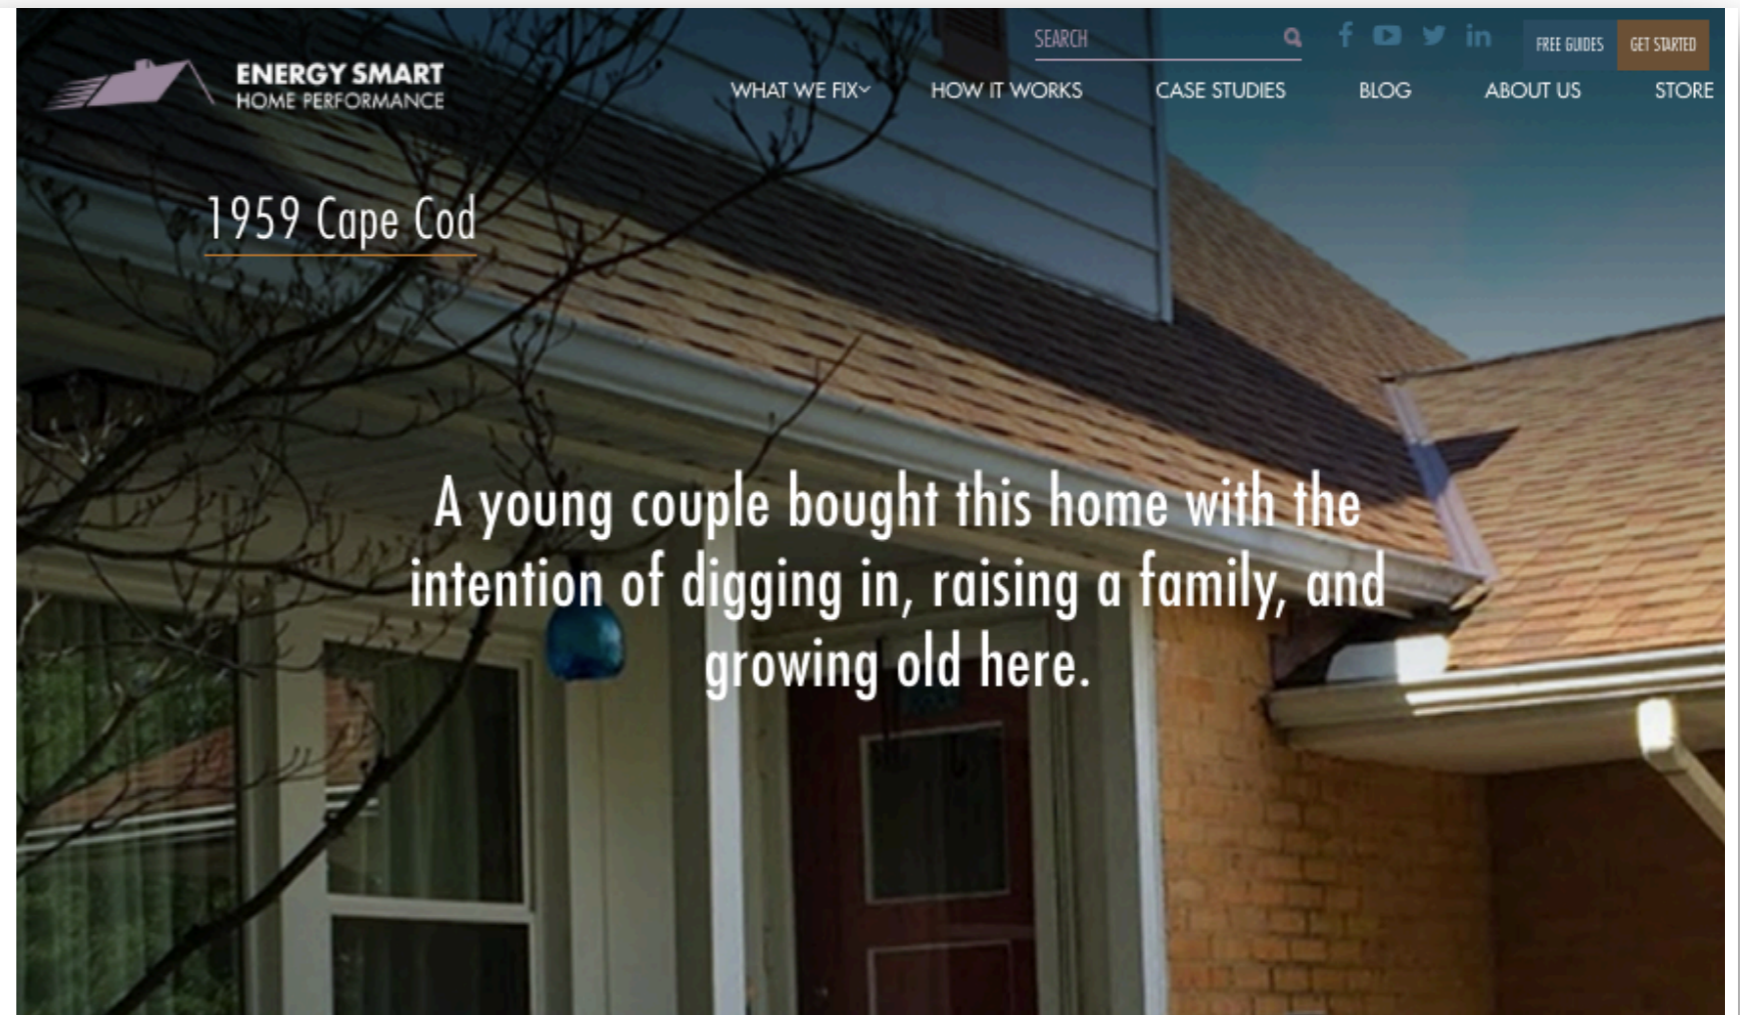 SEARCH
FREE GUIDES
GET STARTED
ENERGY SMART
HOME PERFORMANCE
WHAT WE FIX
HOW IT WORKS
CASE STUDIES
BLOG
ABOUT US
STORE
1959 Cape Cod
A young couple bought this home with the
intention of digging in, raising a family, and
growing old here.